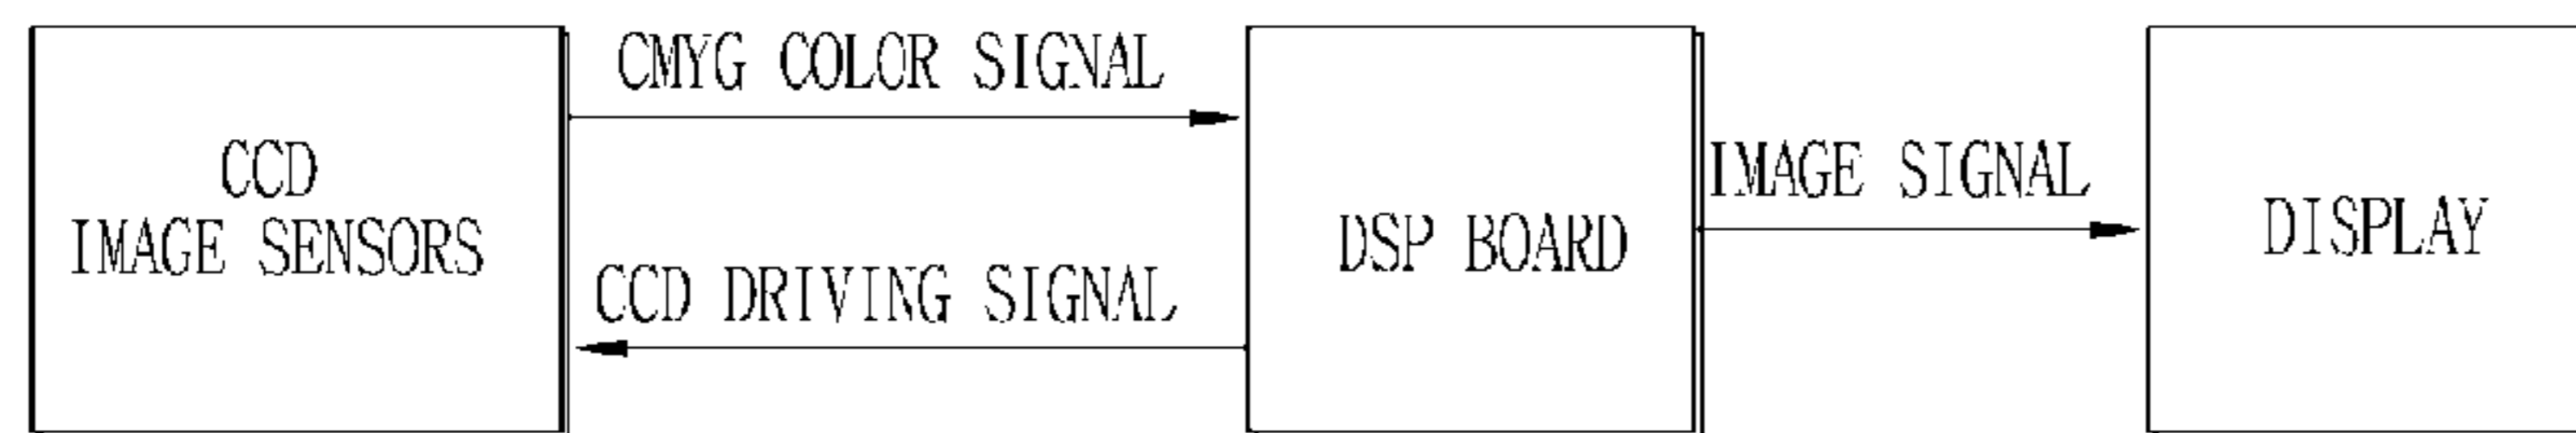 CMYG COLOR SIGNAL
CCD
IMAGE SENSORS
CCD DRIVING SIGNAL
DSP BOARD
IMAGE SIGNAL
DISPLAY